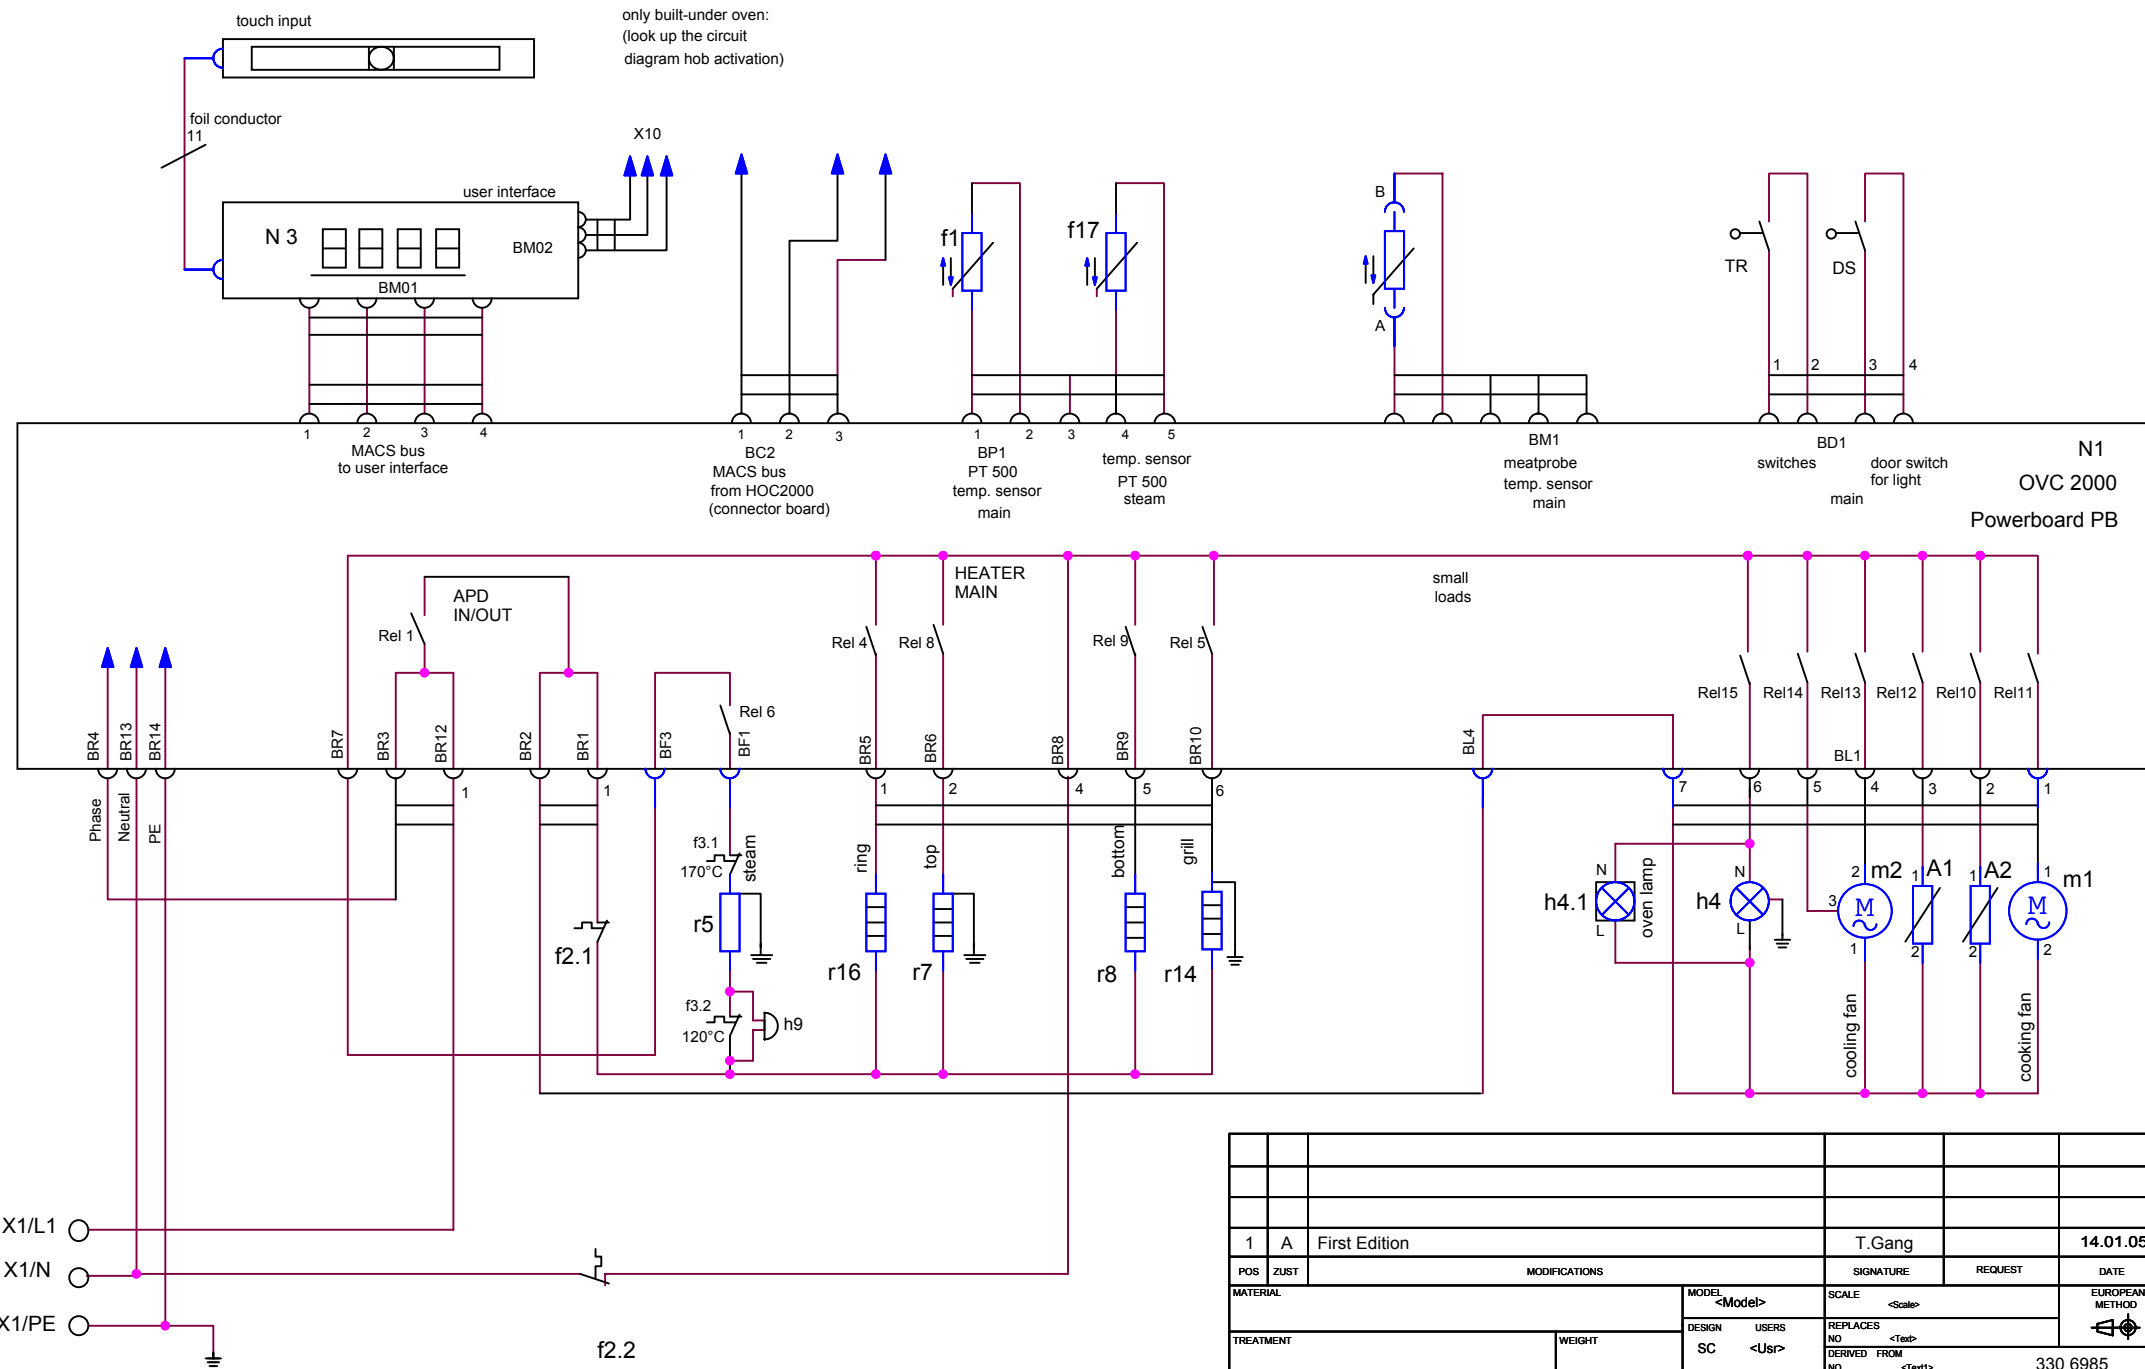 touch input
only built-under oven:
(look up the circuit
diagram hob activation)
foil conductor
11
X10
user interface
N 3
BM02
BM01
f1
f17
B
A
TR
DS
1 2 3 4
1 2 3 4
MACS bus
to user interface
1 2 3
BC2
MACS bus
from HOC2000
(connector board)
1 2 3 4 5
BP1
PT 500
temp. sensor
main
temp. sensor
PT 500
steam
BM1
meatprobe
temp. sensor
main
BD1
switches
door switch
for light
main
N1
OVC 2000
Powerboard PB
APD
IN/OUT
HEATER
MAIN
small
loads
Rel 1
Rel 4
Rel 8
Rel 9
Rel 5
Rel 6
Rel15
Rel14
Rel13
Rel12
Rel10
Rel11
BR4
BR13
BR14
BR7
BR3
BR12
BR2
BR1
BF3
BF1
BR5
BR6
BR8
BR9
BR10
BL4
BL1
Phase
Neutral
PE
1
1
1 2 4 5 6
7 6 5 4 3 2 1
f3.1
170°C
steam
r5
f2.1
f3.2
120°C
h9
ring
top
bottom
grill
r16
r7
r8
r14
h4.1
N
L
oven lamp
h4
N
L
2
m2
3
M
1
1
A1
2
1
A2
2
1
m1
M
2
cooling fan
cooking fan
X1/L1
X1/N
X1/PE
f2.2
1 A First Edition T.Gang 14.01.05
POS ZUST MODIFICATIONS SIGNATURE REQUEST DATE
MATERIAL
MODEL
<Model>
SCALE
<Scale>
EUROPEAN
METHOD
TREATMENT
WEIGHT
DESIGN USERS
SC <Usr>
REPLACES
NO <Text>
DERIVED FROM
NO <Text1>
330 6985